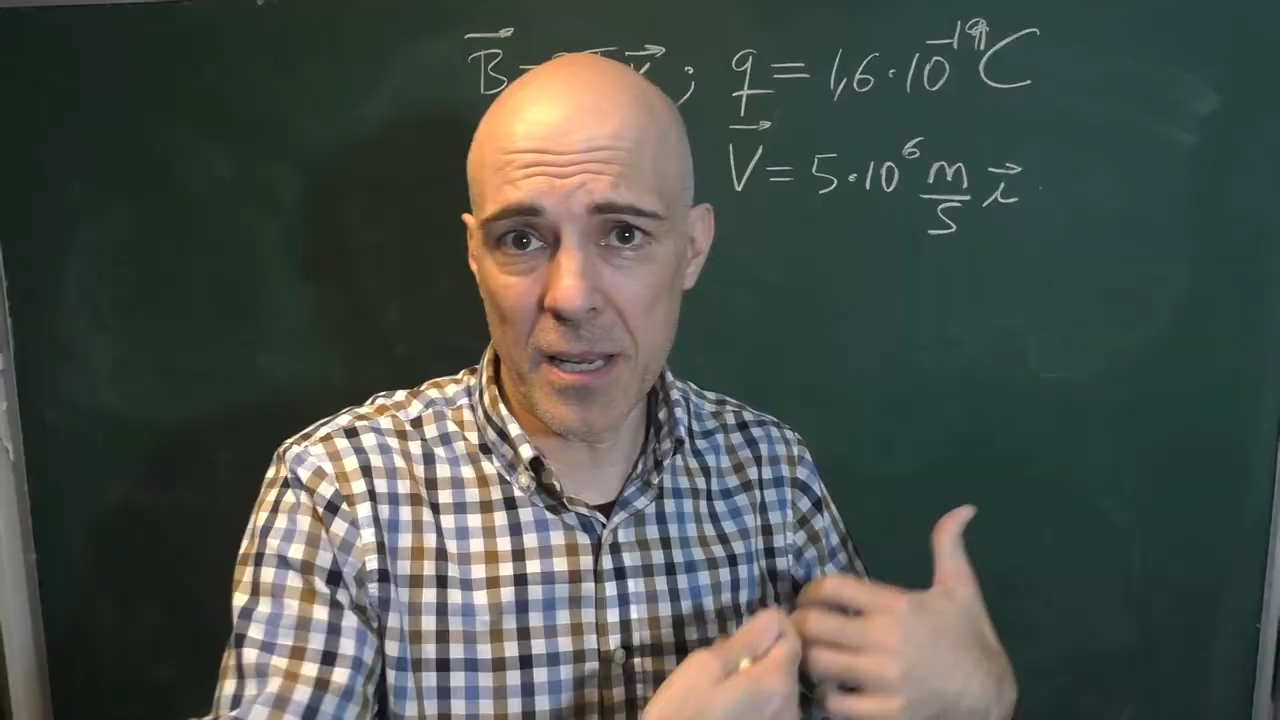 B⃗ = k⃗ ; q = 1,6·10⁻¹⁹ C
V⃗ = 5·10⁶ m/s i⃗